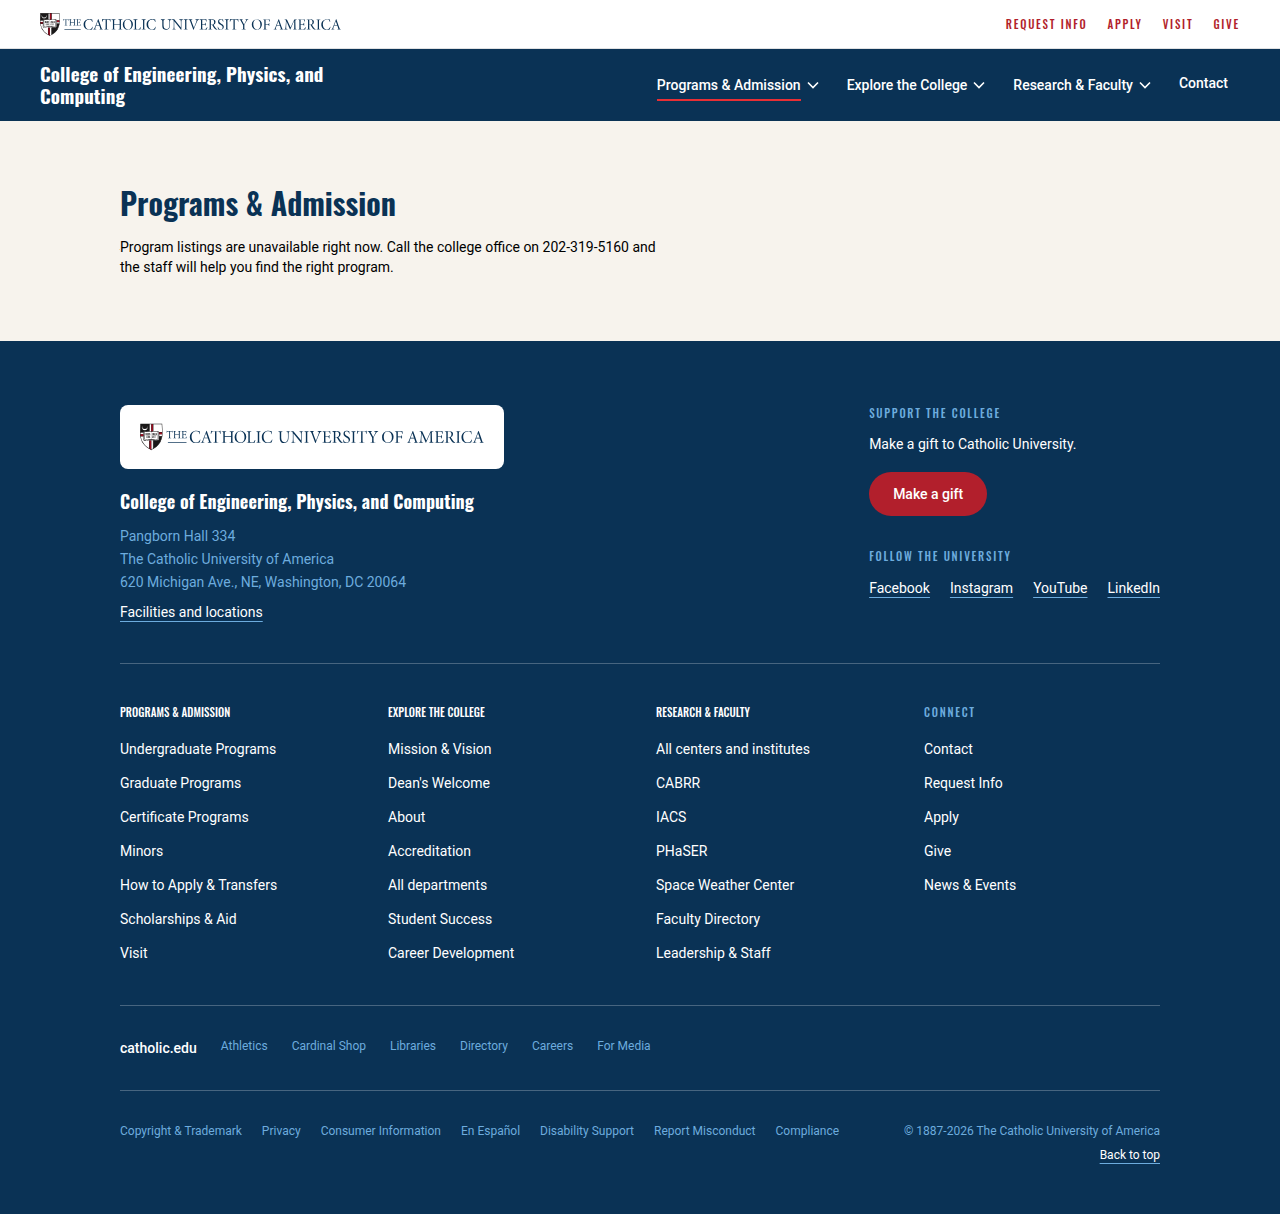 THE CATHOLIC UNIVERSITY OF AMERICA
REQUEST INFO APPLY VISIT GIVE
College of Engineering, Physics, and
Computing
Programs & Admission Explore the College Research & Faculty Contact
Programs & Admission
Program listings are unavailable right now. Call the college office on 202-319-5160 and
the staff will help you find the right program.
THE CATHOLIC UNIVERSITY OF AMERICA
College of Engineering, Physics, and Computing
Pangborn Hall 334
The Catholic University of America
620 Michigan Ave., NE, Washington, DC 20064
Facilities and locations
SUPPORT THE COLLEGE
Make a gift to Catholic University.
Make a gift
FOLLOW THE UNIVERSITY
Facebook Instagram YouTube LinkedIn
PROGRAMS & ADMISSION
Undergraduate Programs
Graduate Programs
Certificate Programs
Minors
How to Apply & Transfers
Scholarships & Aid
Visit
EXPLORE THE COLLEGE
Mission & Vision
Dean's Welcome
About
Accreditation
All departments
Student Success
Career Development
RESEARCH & FACULTY
All centers and institutes
CABRR
IACS
PHaSER
Space Weather Center
Faculty Directory
Leadership & Staff
CONNECT
Contact
Request Info
Apply
Give
News & Events
catholic.edu Athletics Cardinal Shop Libraries Directory Careers For Media
Copyright & Trademark Privacy Consumer Information En Español Disability Support Report Misconduct Compliance
© 1887-2026 The Catholic University of America
Back to top